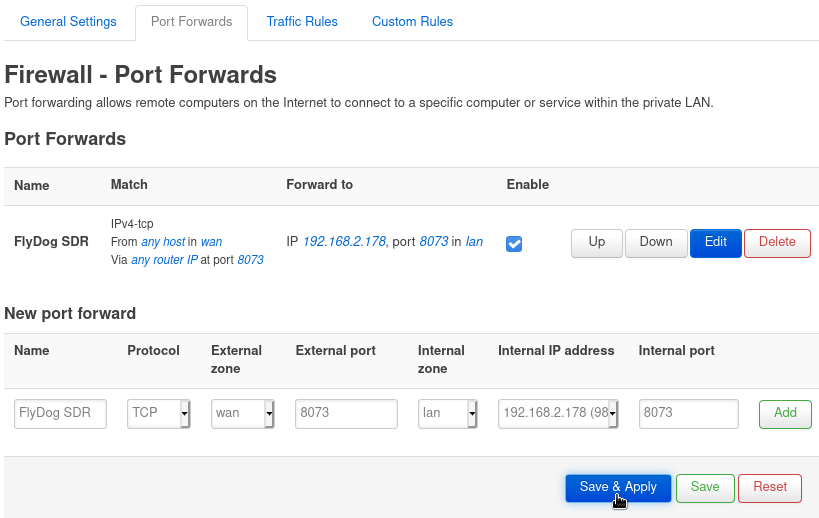 General Settings Port Forwards Traffic Rules Custom Rules
Firewall - Port Forwards
Port forwarding allows remote computers on the Internet to connect to a specific computer or service within the private LAN.
Port Forwards
Name Match Forward to Enable
IPv4-tcp
FlyDog SDR From any host in wan IP 192.168.2.178, port 8073 in lan Up Down Edit Delete
Via any router IP at port 8073
New port forward
Name Protocol External zone External port Internal zone Internal IP address Internal port
FlyDog SDR TCP wan 8073 lan 192.168.2.178 (98 8073 Add
Save & Apply Save Reset